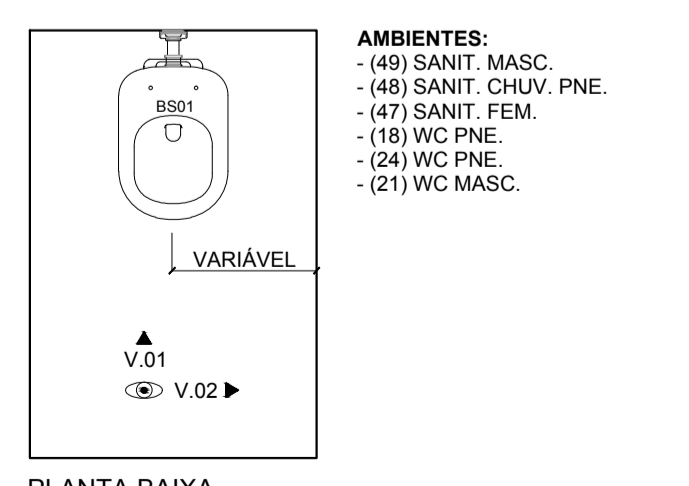 BS01
VARIÁVEL
V.01
V.02
AMBIENTES:
- (49) SANIT. MASC.
- (48) SANIT. CHUV. PNE.
- (47) SANIT. FEM.
- (18) WC PNE.
- (24) WC PNE.
- (21) WC MASC.
PLANTA BAIXA